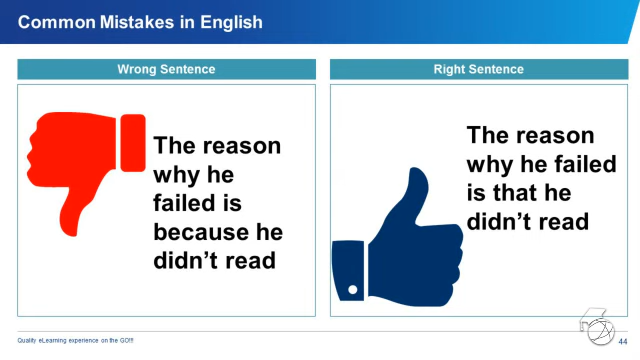 Common Mistakes in English
Wrong Sentence
The reason
why he
failed is
because he
didn't read
Right Sentence
The reason
why he failed
is that he
didn't read
Quality eLearning experience on the GO!!!
44